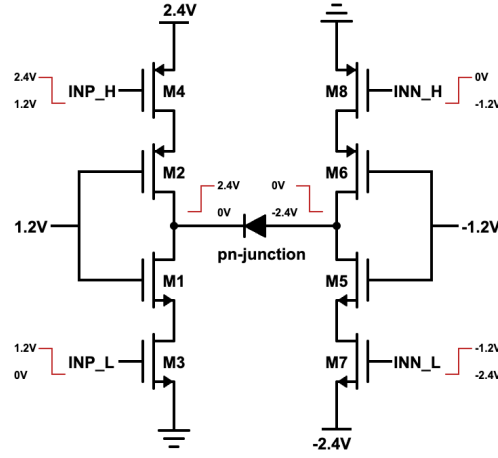 2.4V
2.4V
1.2V
INP_H
M4
M8
INN_H
0V
-1.2V
M2
M6
2.4V
0V
0V
-2.4V
1.2V
-1.2V
pn-junction
M1
M5
1.2V
0V
INP_L
M3
M7
INN_L
-1.2V
-2.4V
-2.4V